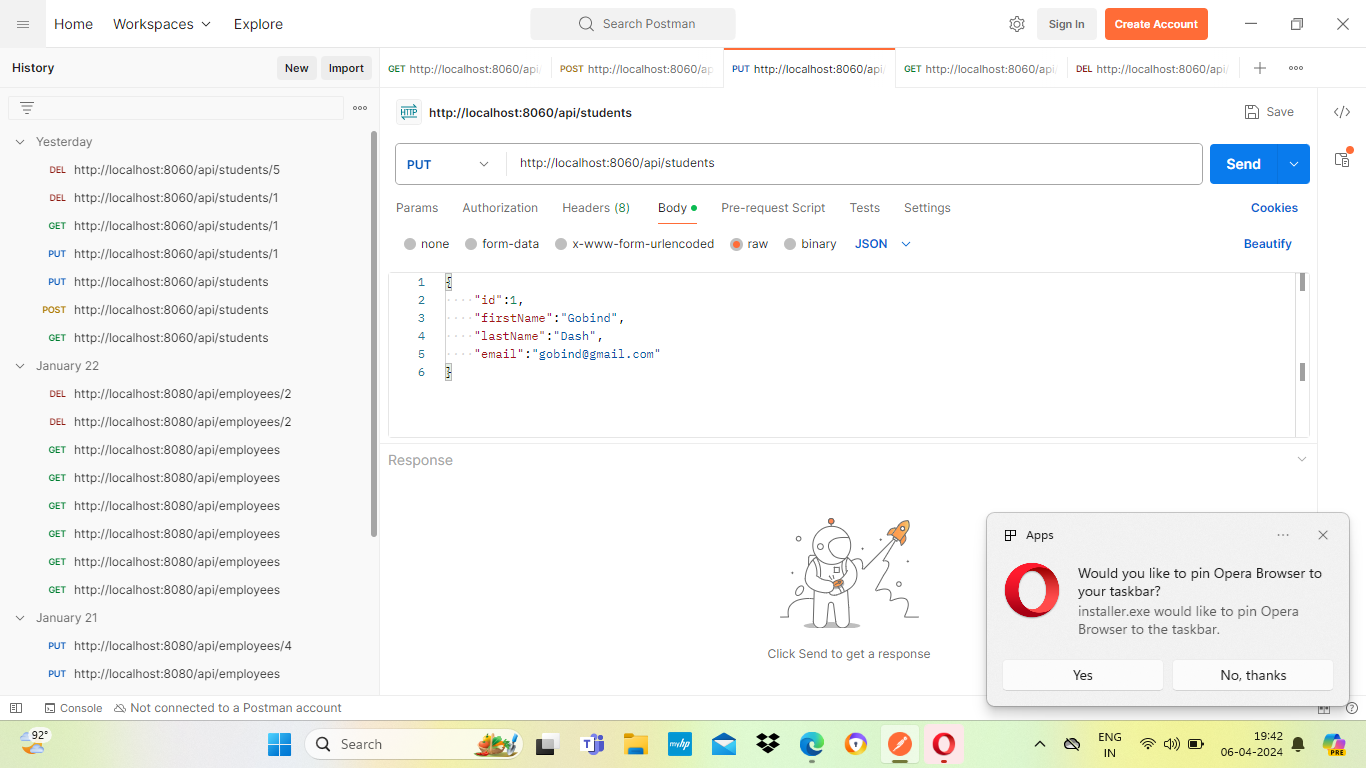 Home
Workspaces
Explore
Search Postman
Sign In
Create Account
History
New
Import
GET http://localhost:8060/api
POST http://localhost:8060/ap
PUT http://localhost:8060/api
GET http://localhost:8060/api
DEL http://localhost:8060/api
HTTP
http://localhost:8060/api/students
Save
Yesterday
DEL http://localhost:8060/api/students/5
DEL http://localhost:8060/api/students/1
GET http://localhost:8060/api/students/1
PUT http://localhost:8060/api/students/1
PUT http://localhost:8060/api/students
POST http://localhost:8060/api/students
GET http://localhost:8060/api/students
January 22
DEL http://localhost:8080/api/employees/2
DEL http://localhost:8080/api/employees/2
GET http://localhost:8080/api/employees
GET http://localhost:8080/api/employees
GET http://localhost:8080/api/employees
GET http://localhost:8080/api/employees
GET http://localhost:8080/api/employees
GET http://localhost:8080/api/employees
January 21
PUT http://localhost:8080/api/employees/4
PUT http://localhost:8080/api/employees
PUT
http://localhost:8060/api/students
Send
Params
Authorization
Headers (8)
Body
Pre-request Script
Tests
Settings
Cookies
none
form-data
x-www-form-urlencoded
raw
binary
JSON
Beautify
1 {
2 "id":1,
3 "firstName":"Gobind",
4 "lastName":"Dash",
5 "email":"gobind@gmail.com"
6 }
Response
Click Send to get a response
Apps
Would you like to pin Opera Browser to
your taskbar?
installer.exe would like to pin Opera
Browser to the taskbar.
Yes
No, thanks
Console
Not connected to a Postman account
92°
Search
myhp
ENG
IN
19:42
06-04-2024
PRE